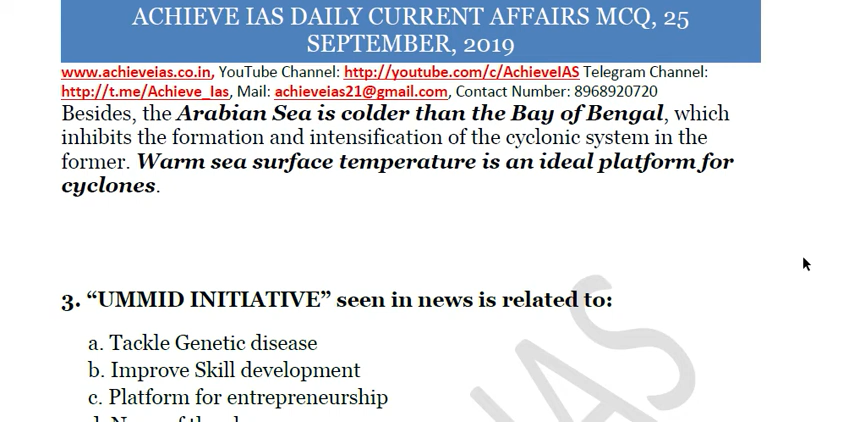 ACHIEVE IAS DAILY CURRENT AFFAIRS MCQ, 25
SEPTEMBER, 2019
www.achieveias.co.in, YouTube Channel: http://youtube.com/c/AchieveIAS Telegram Channel:
http://t.me/Achieve_Ias, Mail: achieveias21@gmail.com, Contact Number: 8968920720
Besides, the Arabian Sea is colder than the Bay of Bengal, which
inhibits the formation and intensification of the cyclonic system in the
former. Warm sea surface temperature is an ideal platform for
cyclones.
3. “UMMID INITIATIVE” seen in news is related to:
a. Tackle Genetic disease
b. Improve Skill development
c. Platform for entrepreneurship
IAS